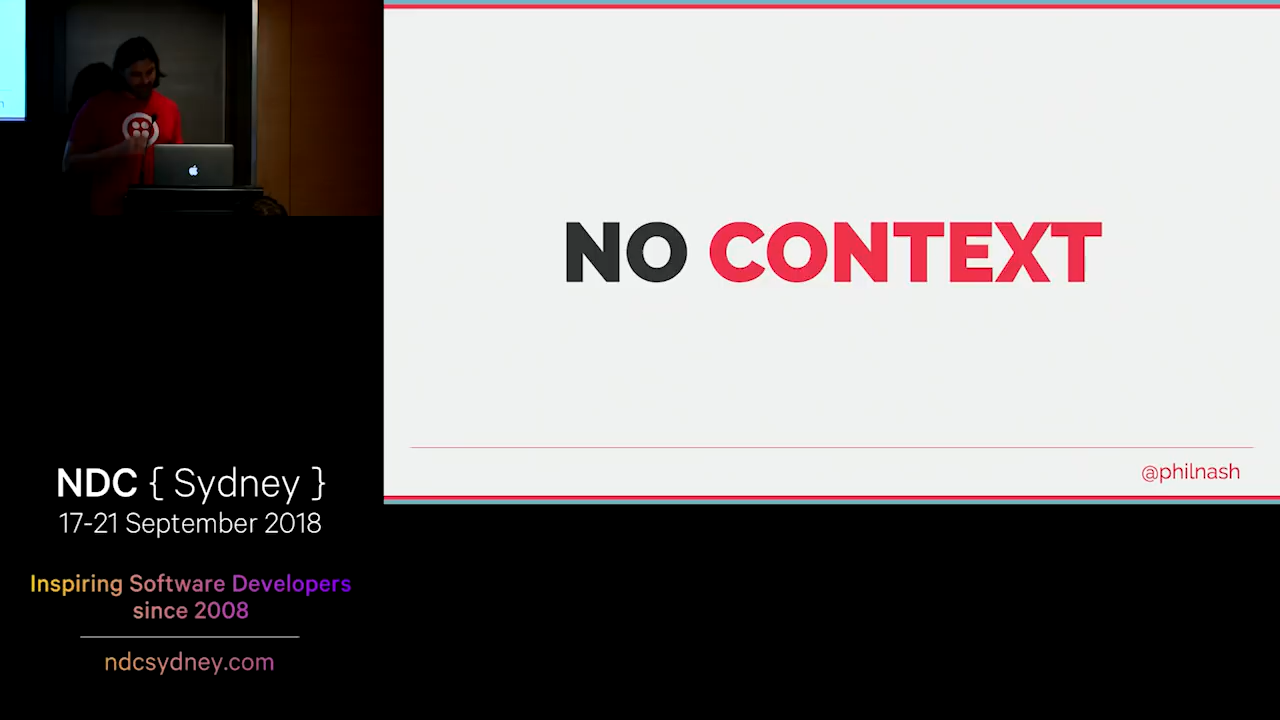 NO CONTEXT
@philnash
NDC { Sydney }
17-21 September 2018
Inspiring Software Developers
since 2008
ndcsydney.com